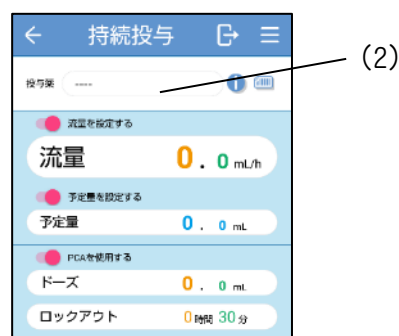 持続投与
(2)
投与薬 ----
流量を設定する
流量 0. 0 mL/h
予定量を設定する
予定量 0. 0 mL
PCAを使用する
ドーズ 0. 0 mL
ロックアウト 0時間 30分